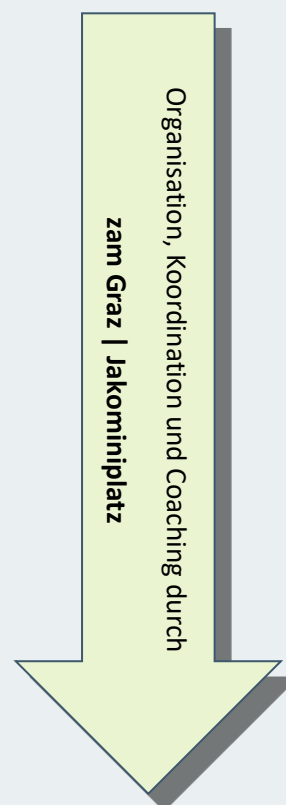 Organisation, Koordination und Coaching durch
zam Graz | Jakominiplatz